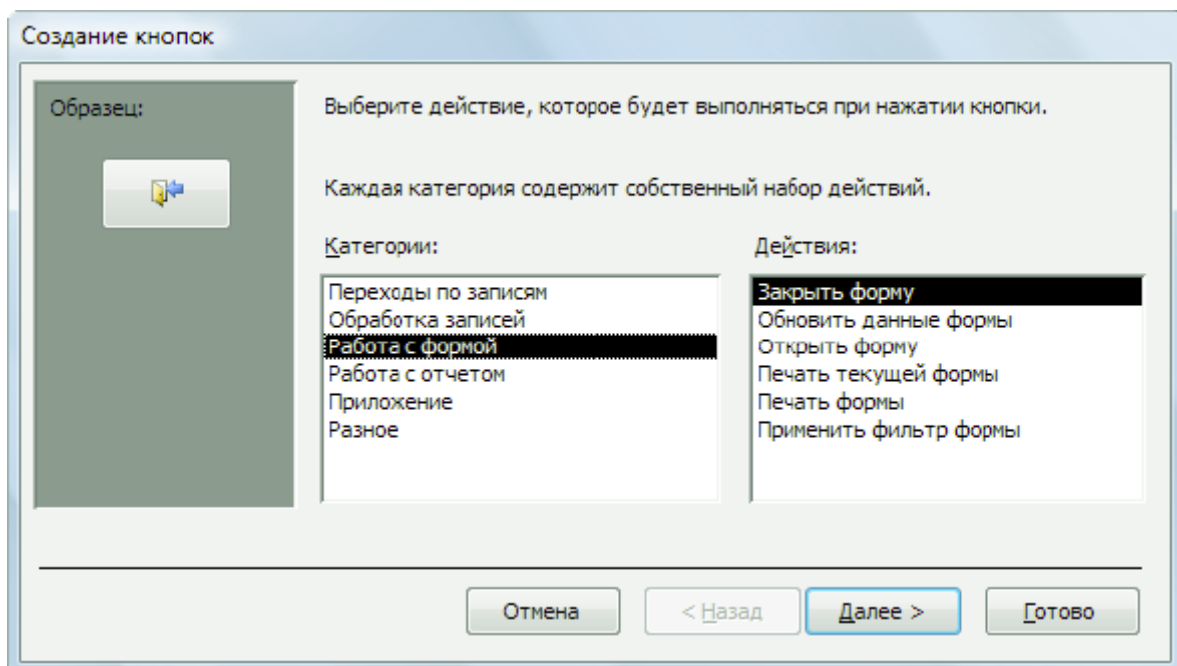 Создание кнопок
Образец:
Выберите действие, которое будет выполняться при нажатии кнопки.
Каждая категория содержит собственный набор действий.
Категории:
Переходы по записям
Обработка записей
Работа с формой
Работа с отчетом
Приложение
Разное
Действия:
Закрыть форму
Обновить данные формы
Открыть форму
Печать текущей формы
Печать формы
Применить фильтр формы
Отмена
< Назад
Далее >
Готово